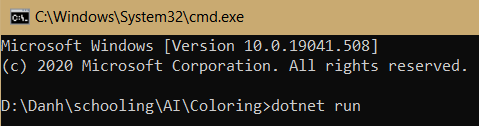 C:\Windows\System32\cmd.exe
Microsoft Windows [Version 10.0.19041.508]
(c) 2020 Microsoft Corporation. All rights reserved.
D:\Danh\schooling\AI\Coloring>dotnet run